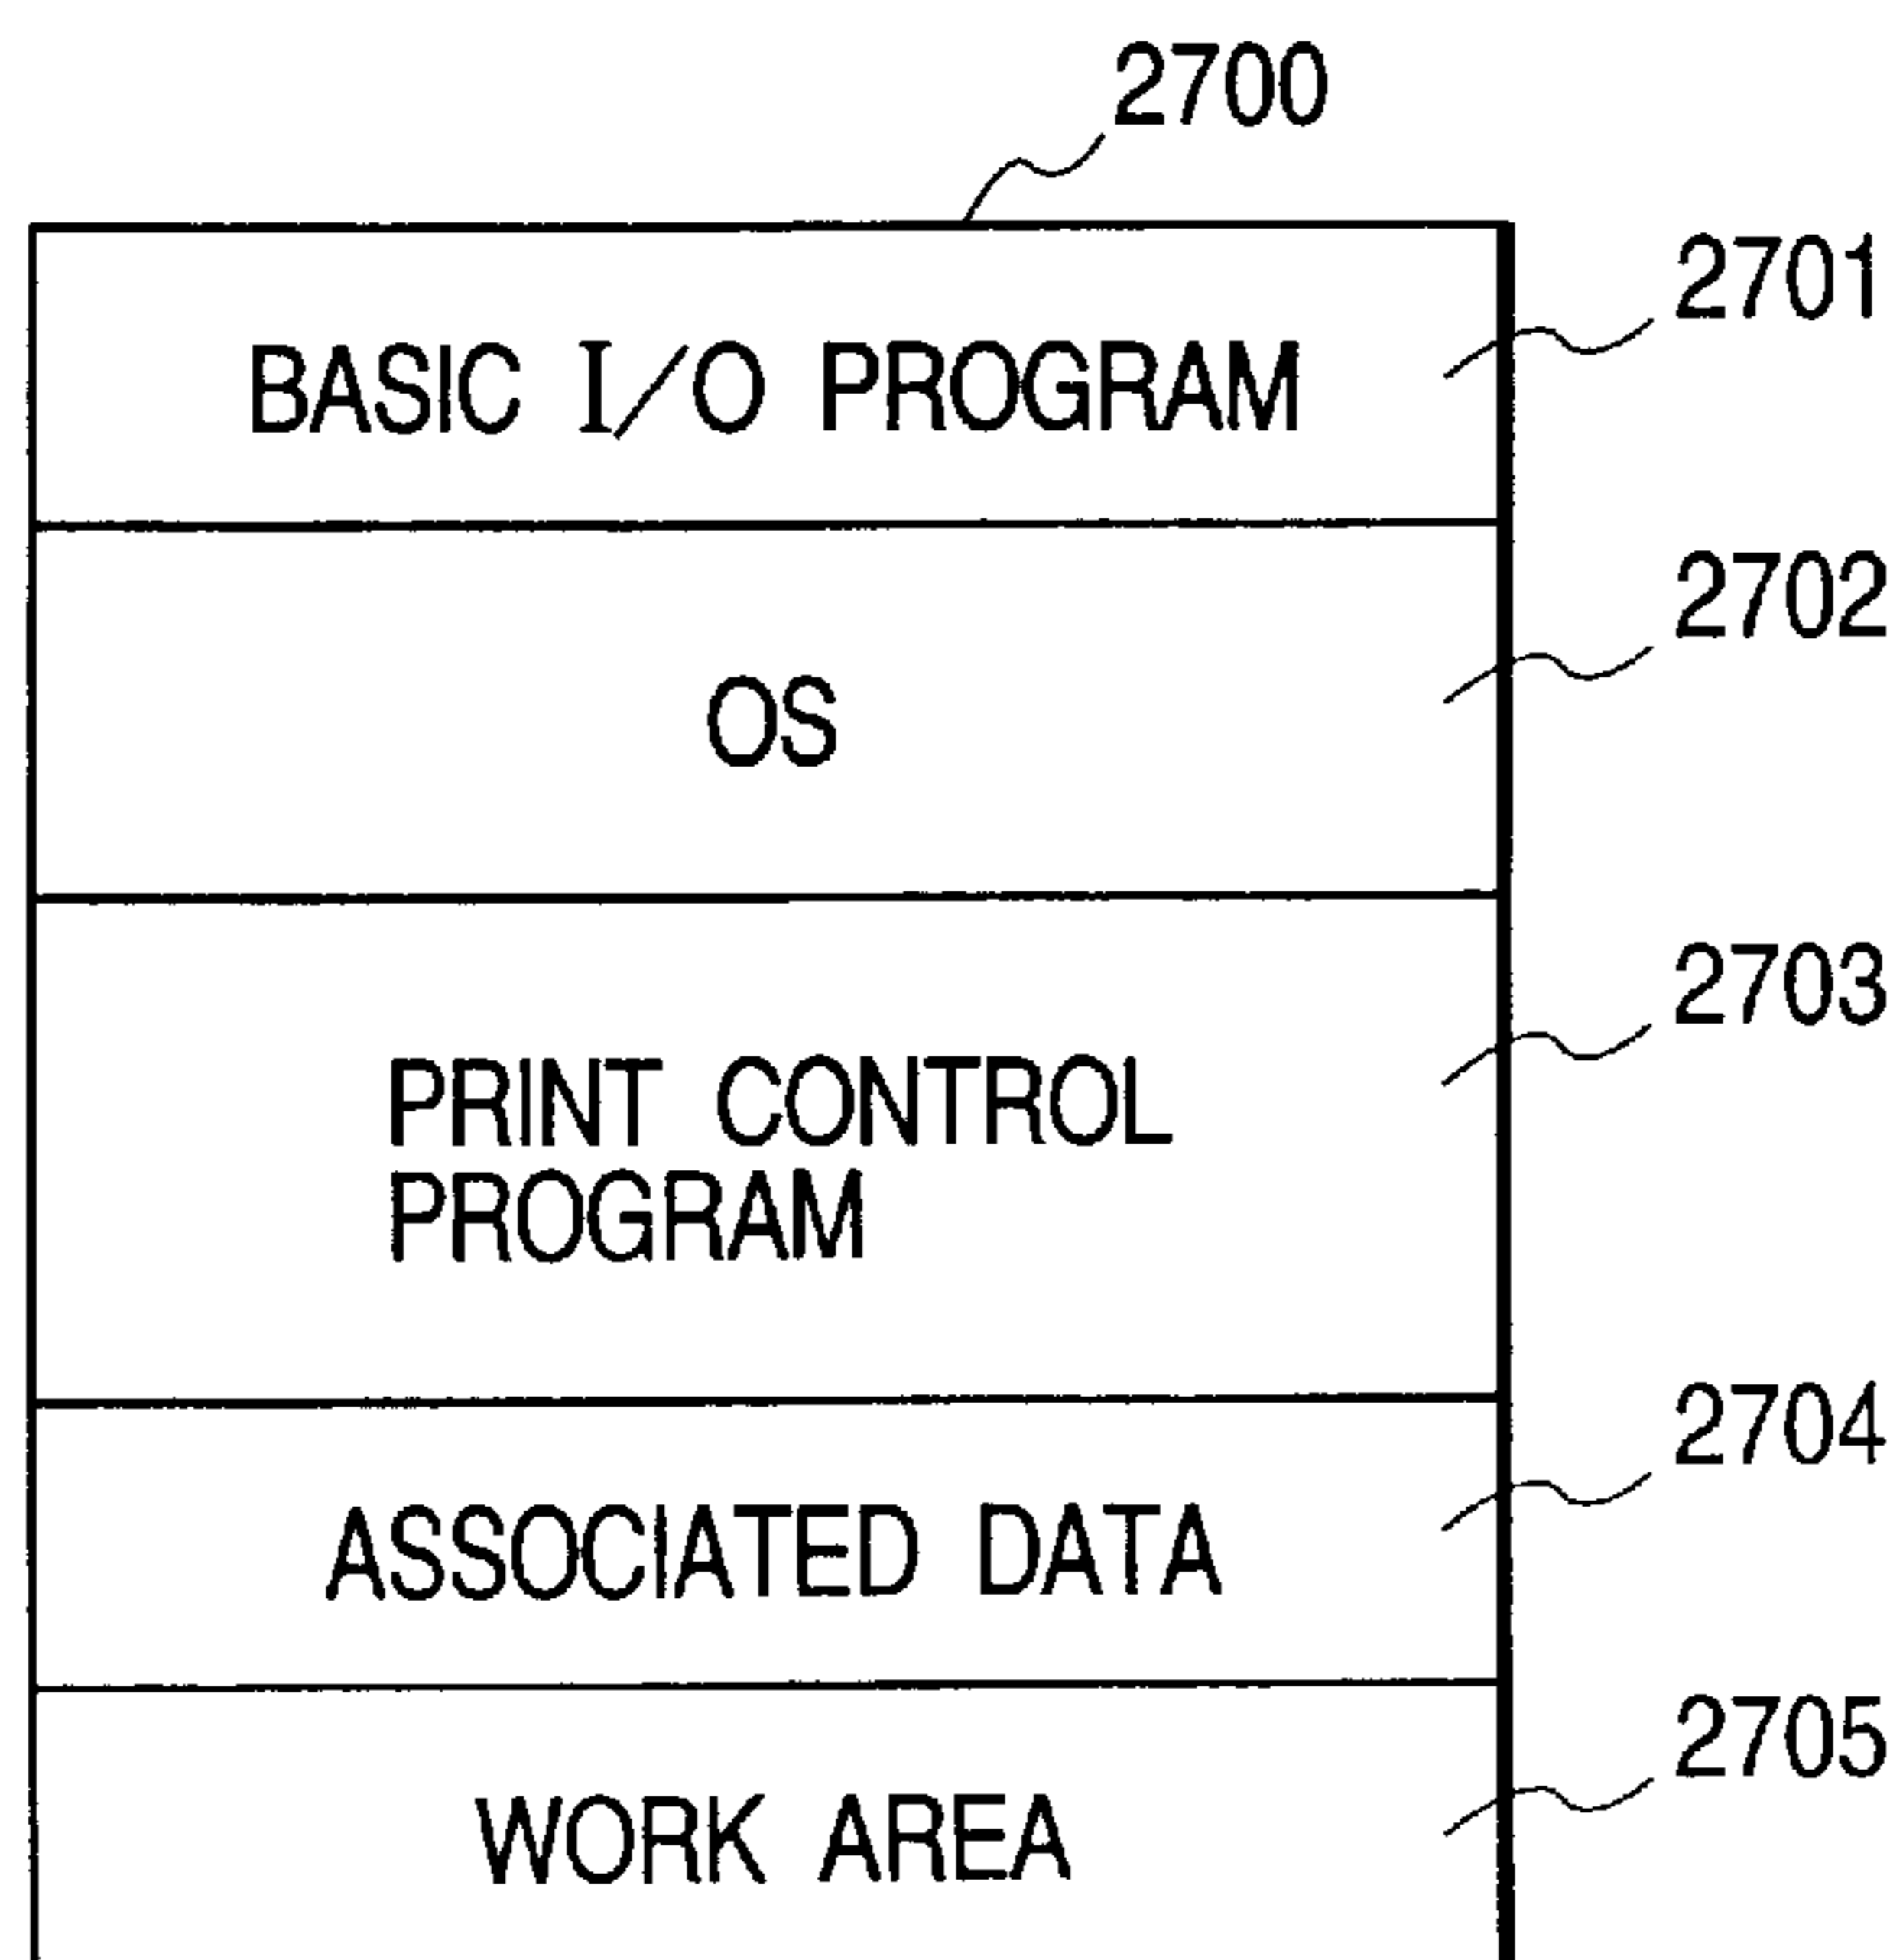 2700
2701
BASIC I/O PROGRAM
2702
OS
2703
PRINT CONTROL
PROGRAM
2704
ASSOCIATED DATA
2705
WORK AREA